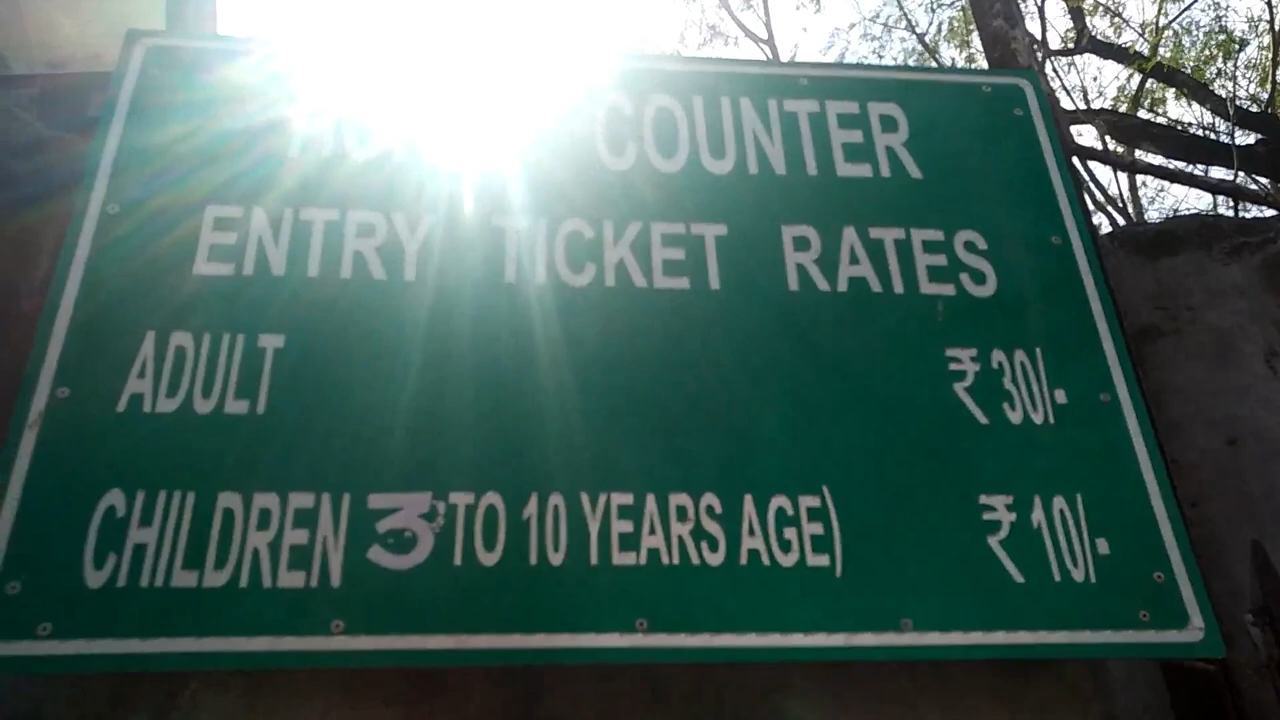 COUNTER
ENTRY TICKET RATES
ADULT ₹ 30/-
CHILDREN 3 TO 10 YEARS AGE) ₹ 10/-